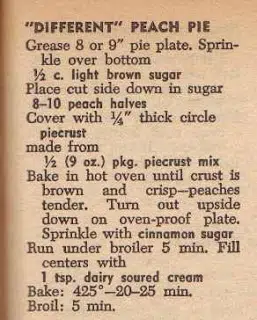 "DIFFERENT" PEACH PIE
Grease 8 or 9" pie plate. Sprin-
kle over bottom
½ c. light brown sugar
Place cut side down in sugar
8–10 peach halves
Cover with ¼" thick circle
piecrust
made from
½ (9 oz.) pkg. piecrust mix
Bake in hot oven until crust is
brown and crisp—peaches
tender. Turn out upside
down on oven-proof plate.
Sprinkle with cinnamon sugar
Run under broiler 5 min. Fill
centers with
1 tsp. dairy soured cream
Bake: 425°—20–25 min.
Broil: 5 min.